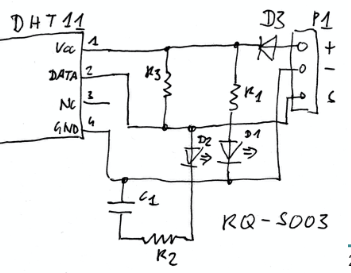 DHT11
D3
P1
Vcc 1
+
DATA 2
-
R3
R1
NC 3
S
GND 4
D2
D1
C1
RQ-S003
R2